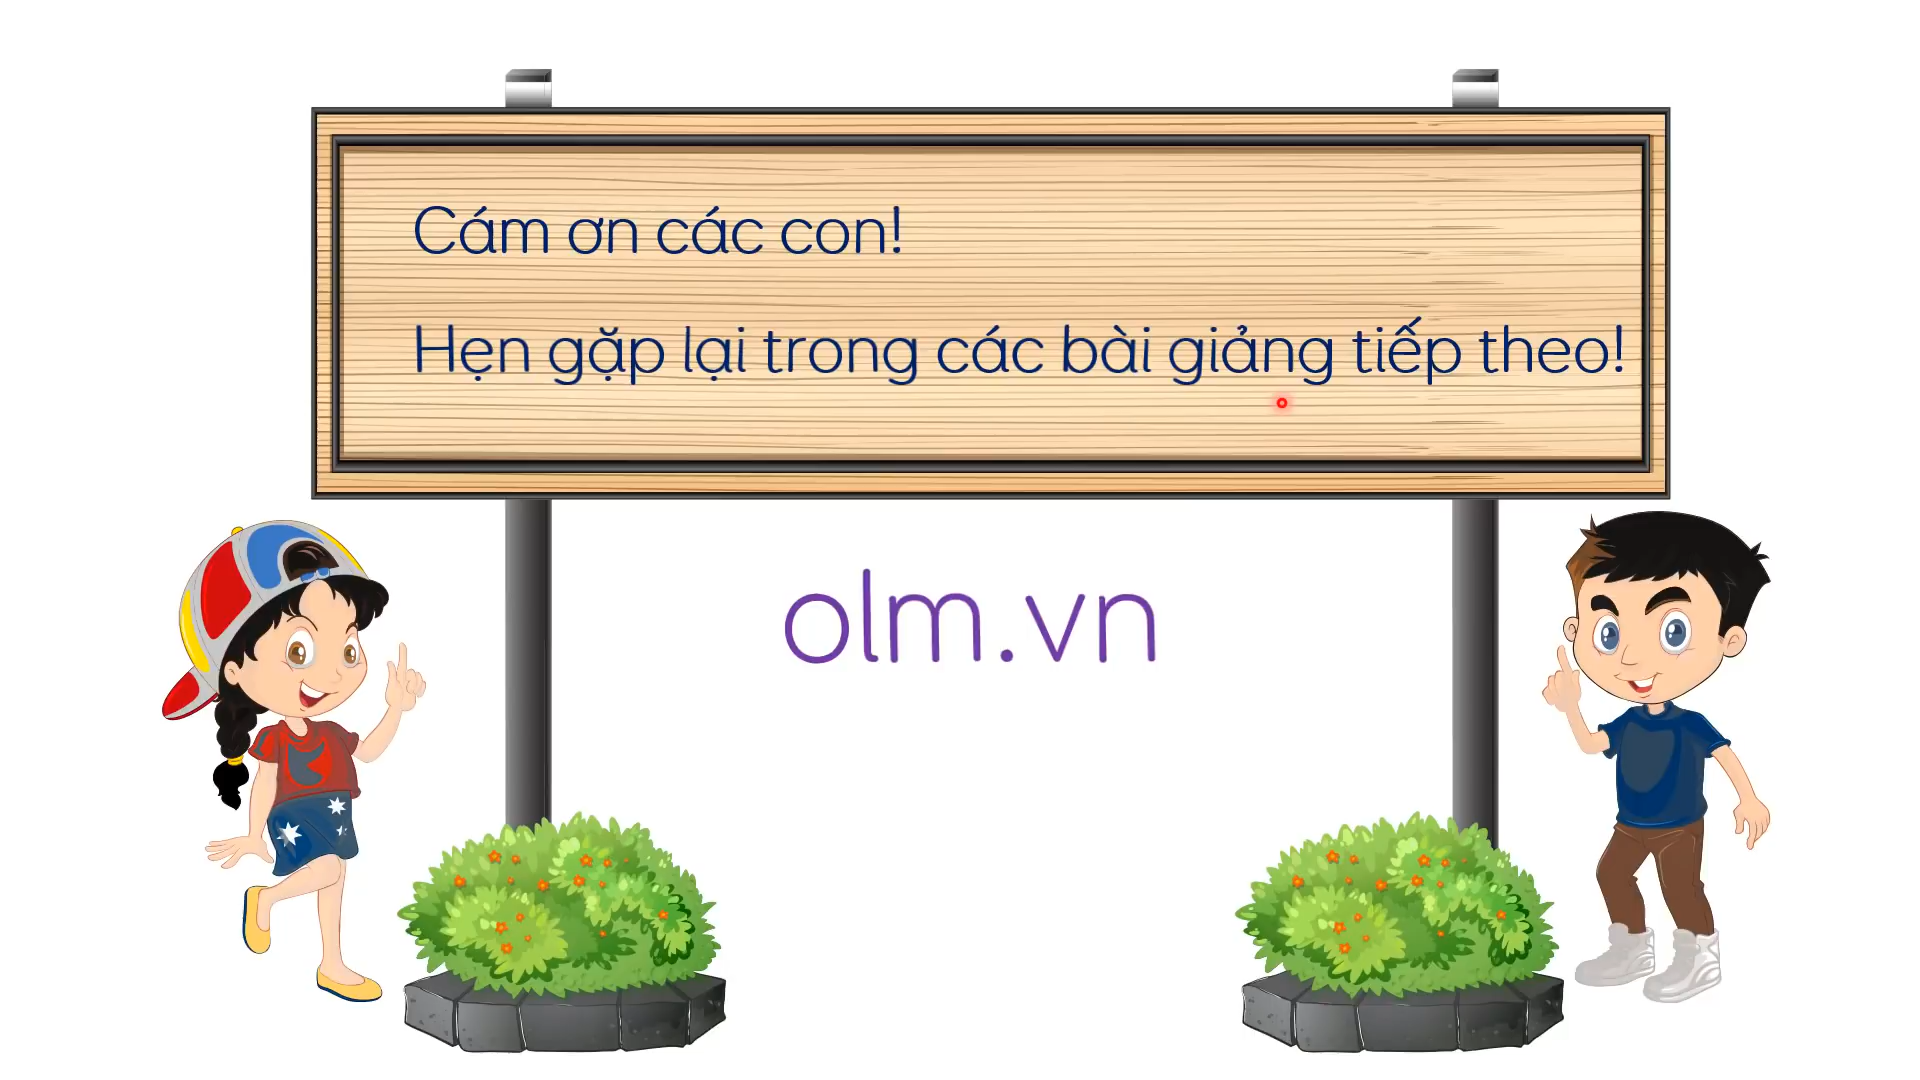 Cám ơn các con!
Hẹn gặp lại trong các bài giảng tiếp theo!
olm.vn